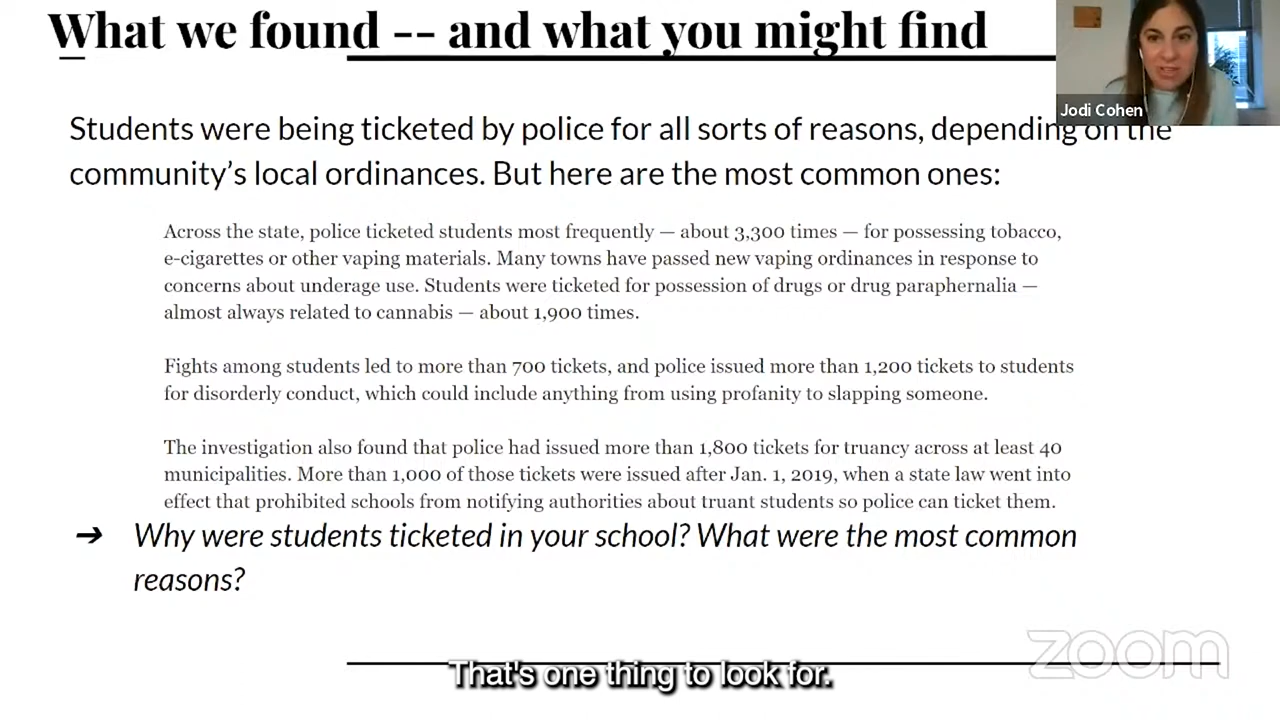 What we found -- and what you might find
Jodi Cohen
Students were being ticketed by police for all sorts of reasons, depending on the
community's local ordinances. But here are the most common ones:
Across the state, police ticketed students most frequently — about 3,300 times — for possessing tobacco,
e-cigarettes or other vaping materials. Many towns have passed new vaping ordinances in response to
concerns about underage use. Students were ticketed for possession of drugs or drug paraphernalia —
almost always related to cannabis — about 1,900 times.
Fights among students led to more than 700 tickets, and police issued more than 1,200 tickets to students
for disorderly conduct, which could include anything from using profanity to slapping someone.
The investigation also found that police had issued more than 1,800 tickets for truancy across at least 40
municipalities. More than 1,000 of those tickets were issued after Jan. 1, 2019, when a state law went into
effect that prohibited schools from notifying authorities about truant students so police can ticket them.
➔ Why were students ticketed in your school? What were the most common
reasons?
zoom
That's one thing to look for.